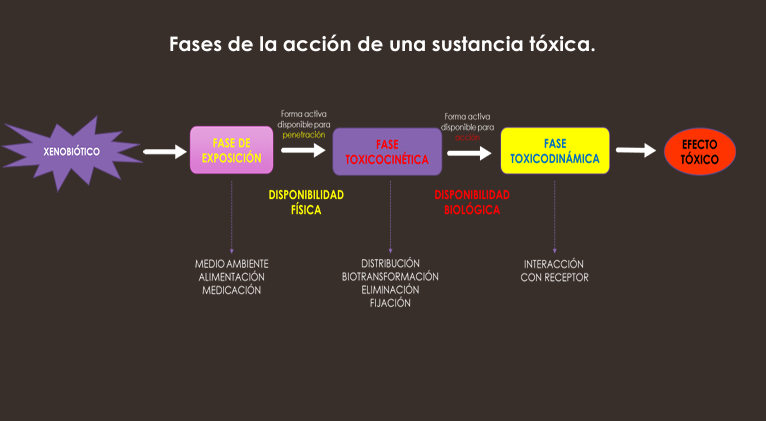 Fases de la acción de una sustancia tóxica.
XENOBIÓTICO
FASE DE
EXPOSICIÓN
Forma activa
disponible para
penetración
DISPONIBILIDAD
FÍSICA
FASE
TOXICOCINÉTICA
Forma activa
disponible para
acción
DISPONIBILIDAD
BIOLÓGICA
FASE
TOXICODINÁMICA
EFECTO
TÓXICO
MEDIO AMBIENTE
ALIMENTACIÓN
MEDICACIÓN
DISTRIBUCIÓN
BIOTRANSFORMACIÓN
ELIMINACIÓN
FIJACIÓN
INTERACCIÓN
CON RECEPTOR